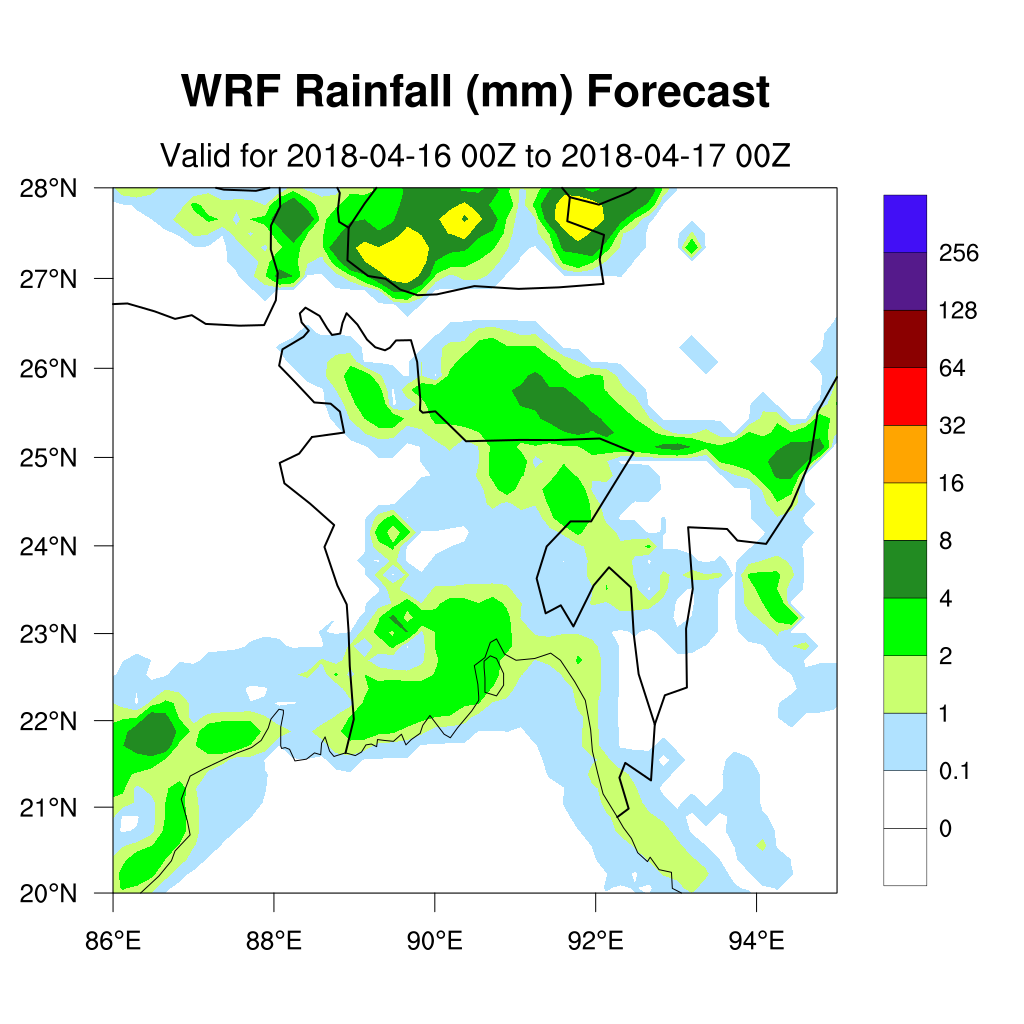 WRF Rainfall (mm) Forecast
Valid for 2018-04-16 00Z to 2018-04-17 00Z
28°N
27°N
26°N
25°N
24°N
23°N
22°N
21°N
20°N
86°E 88°E 90°E 92°E 94°E
256
128
64
32
16
8
4
2
1
0.1
0